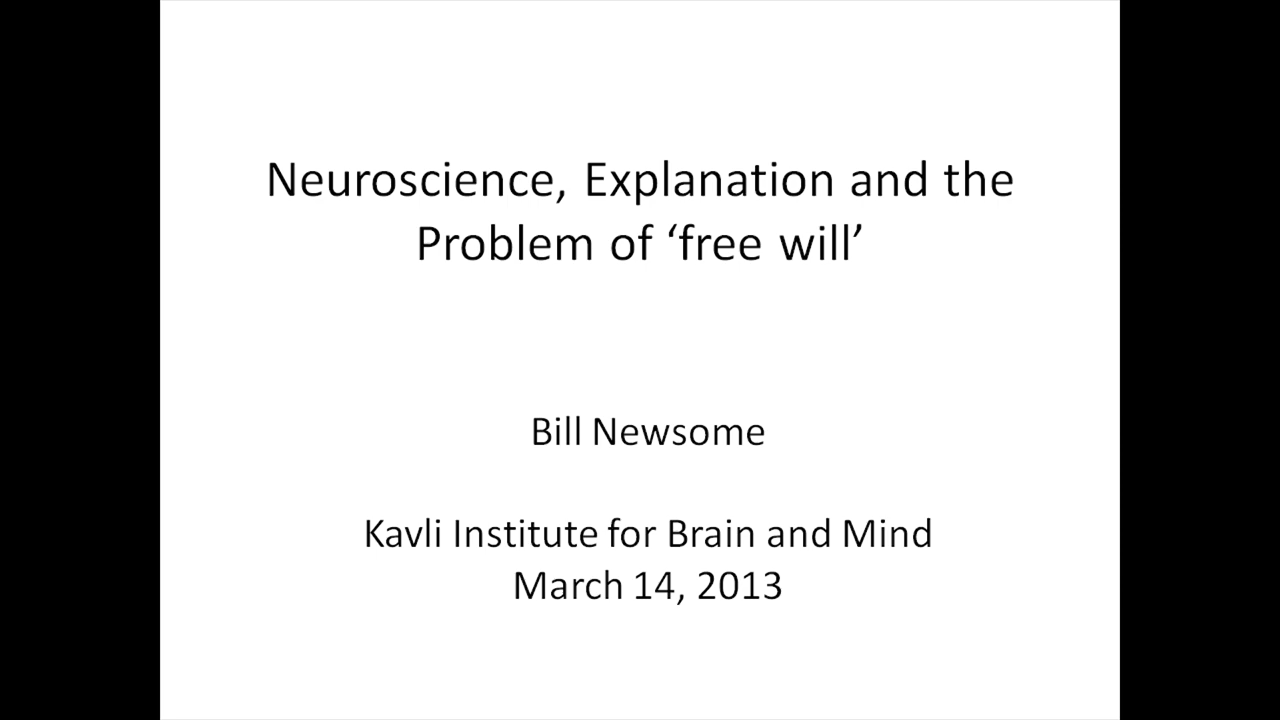 Neuroscience, Explanation and the
Problem of ‘free will’
Bill Newsome
Kavli Institute for Brain and Mind
March 14, 2013